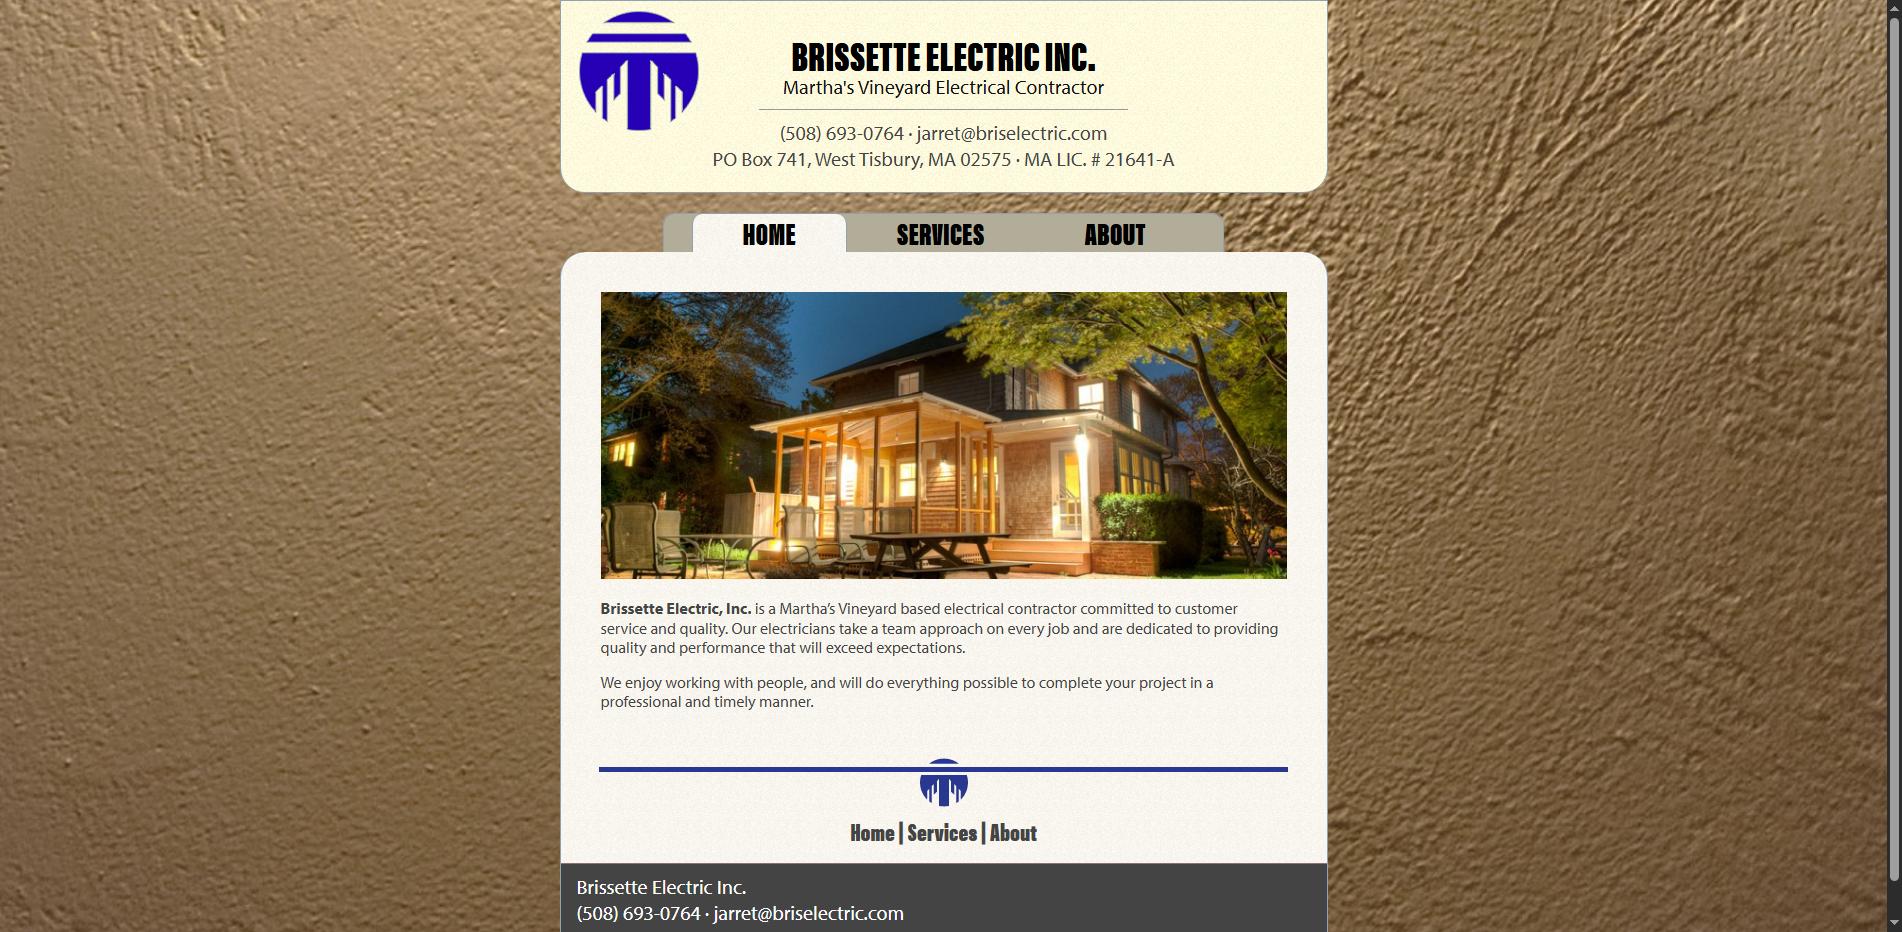 BRISSETTE ELECTRIC INC.
Martha's Vineyard Electrical Contractor
(508) 693-0764 · jarret@briselectric.com
PO Box 741, West Tisbury, MA 02575 · MA LIC. # 21641-A
HOME SERVICES ABOUT
Brissette Electric, Inc. is a Martha’s Vineyard based electrical contractor committed to customer
service and quality. Our electricians take a team approach on every job and are dedicated to providing
quality and performance that will exceed expectations.
We enjoy working with people, and will do everything possible to complete your project in a
professional and timely manner.
Home | Services | About
Brissette Electric Inc.
(508) 693-0764 · jarret@briselectric.com